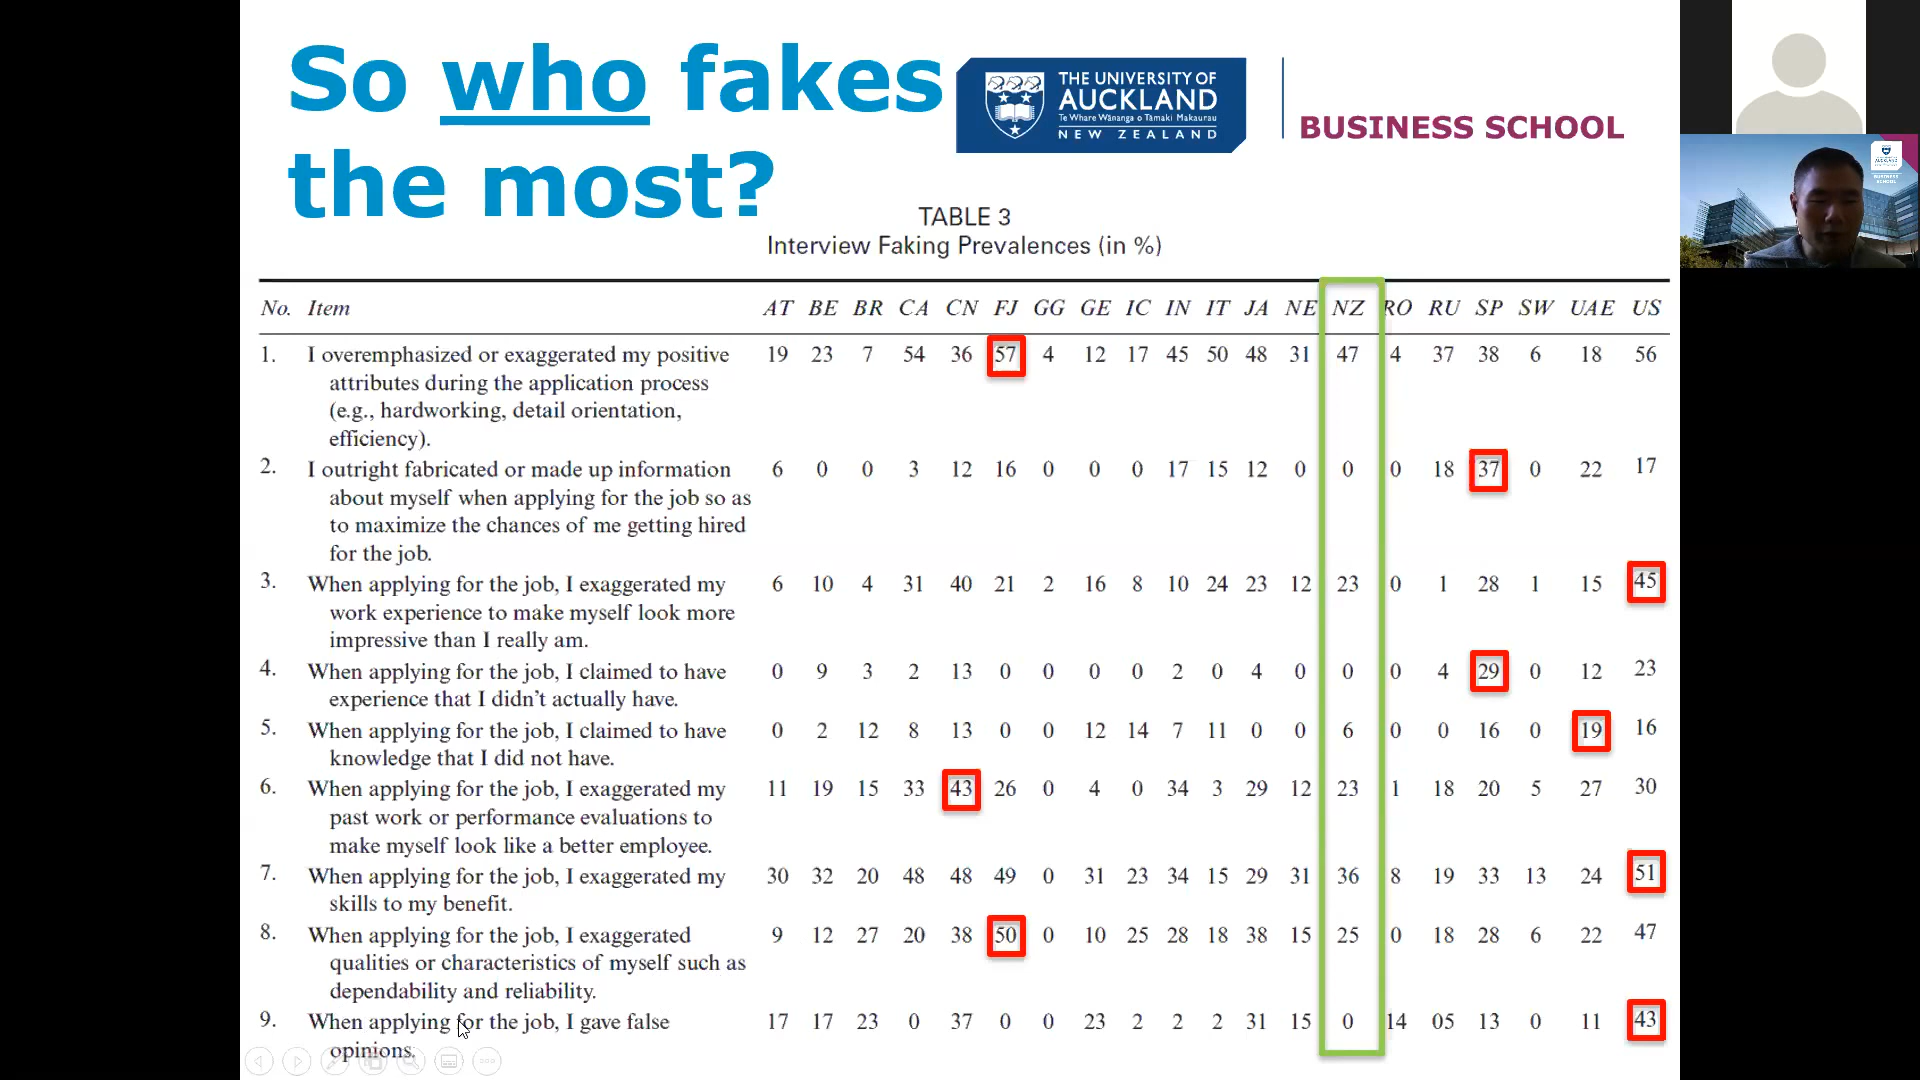 So who fakes
the most?
THE UNIVERSITY OF
AUCKLAND
Te Whare Wānanga o Tāmaki Makaurau
NEW ZEALAND
BUSINESS SCHOOL
TABLE 3
Interview Faking Prevalences (in %)
No. Item AT BE BR CA CN FJ GG GE IC IN IT JA NE NZ RO RU SP SW UAE US
1. I overemphasized or exaggerated my positive 19 23 7 54 36 57 4 12 17 45 50 48 31 47 4 37 38 6 18 56
attributes during the application process
(e.g., hardworking, detail orientation,
efficiency).
2. I outright fabricated or made up information 6 0 0 3 12 16 0 0 0 17 15 12 0 0 0 18 37 0 22 17
about myself when applying for the job so as
to maximize the chances of me getting hired
for the job.
3. When applying for the job, I exaggerated my 6 10 4 31 40 21 2 16 8 10 24 23 12 23 0 1 28 1 15 45
work experience to make myself look more
impressive than I really am.
4. When applying for the job, I claimed to have 0 9 3 2 13 0 0 0 0 2 0 4 0 0 0 4 29 0 12 23
experience that I didn't actually have.
5. When applying for the job, I claimed to have 0 2 12 8 13 0 0 12 14 7 11 0 0 6 0 0 16 0 19 16
knowledge that I did not have.
6. When applying for the job, I exaggerated my 11 19 15 33 43 26 0 4 0 34 3 29 12 23 1 18 20 5 27 30
past work or performance evaluations to
make myself look like a better employee.
7. When applying for the job, I exaggerated my 30 32 20 48 48 49 0 31 23 34 15 29 31 36 8 19 33 13 24 51
skills to my benefit.
8. When applying for the job, I exaggerated 9 12 27 20 38 50 0 10 25 28 18 38 15 25 0 18 28 6 22 47
qualities or characteristics of myself such as
dependability and reliability.
9. When applying for the job, I gave false 17 17 23 0 37 0 0 23 2 2 2 31 15 0 14 05 13 0 11 43
opinions.
AUCKLAND
BUSINESS
SCHOOL